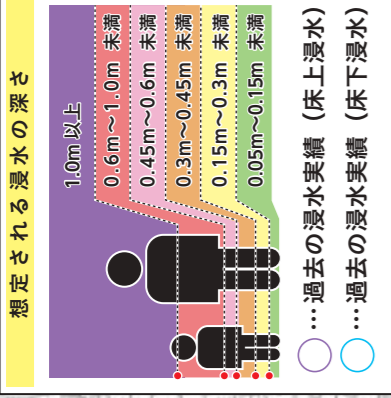 想定される浸水の深さ
1.0m 以上
0.6m〜1.0m 未満
0.45m〜0.6m 未満
0.3m〜0.45m 未満
0.15m〜0.3m 未満
0.05m〜0.15m 未満
…過去の浸水実績（床上浸水）
…過去の浸水実績（床下浸水）